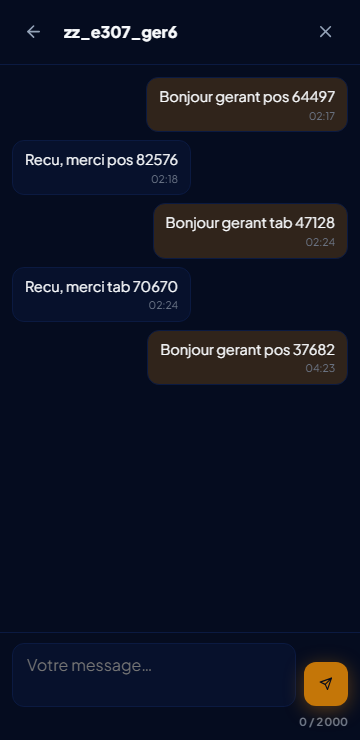 zz_e307_ger6
Bonjour gerant pos 64497
02:17
Recu, merci pos 82576
02:18
Bonjour gerant tab 47128
02:24
Recu, merci tab 70670
02:24
Bonjour gerant pos 37682
04:23
Votre message...
0 / 2000